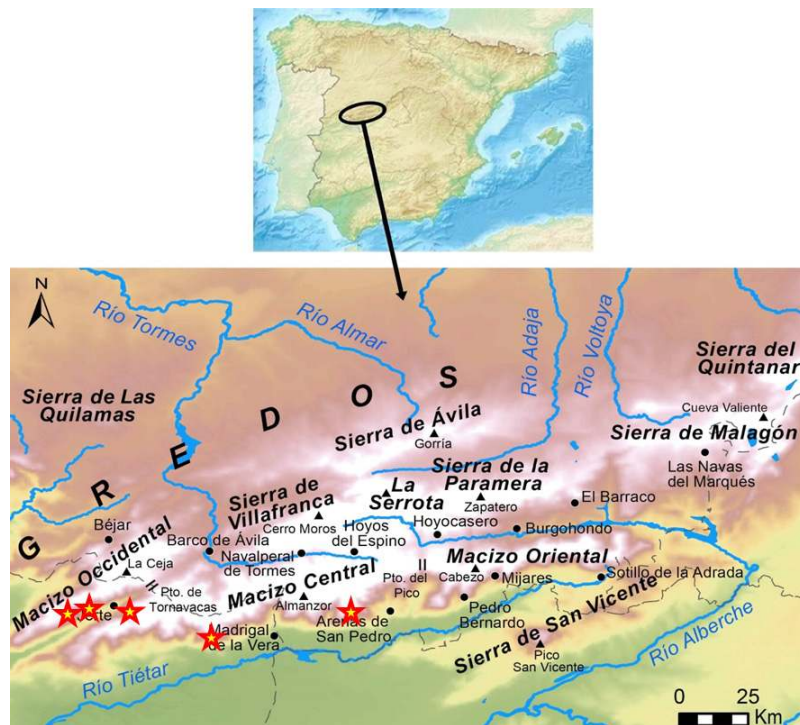 N
Río Tormes
Río Almar
Río Adaja
Río Voltoya
Sierra del
Quintanar
Sierra de Las
Quilamas
GREDOS
Cueva Valiente
Sierra de Ávila
Gorría
Sierra de Malagón
Las Navas
del Marqués
Sierra de la
Paramera
La
Serrota
Zapatero
El Barraco
Sierra de
Villafranca
Cerro Moros
Hoyos
del Espino
Hoyocasero
Burgohondo
Béjar
Barco de Ávila
Navalperal
de Tormes
Macizo Occidental
La Ceja
Pto. de
Tornavacas
Macizo Central
Almanzor
Pto. del
Pico
Macizo Oriental
Cabezo
Mijares
Sotillo de la Adrada
Madrigal
de la Vera
Arenas de
San Pedro
Pedro
Bernardo
Sierra de San Vicente
Pico
San Vicente
Río Alberche
Río Tiétar
0 25
Km